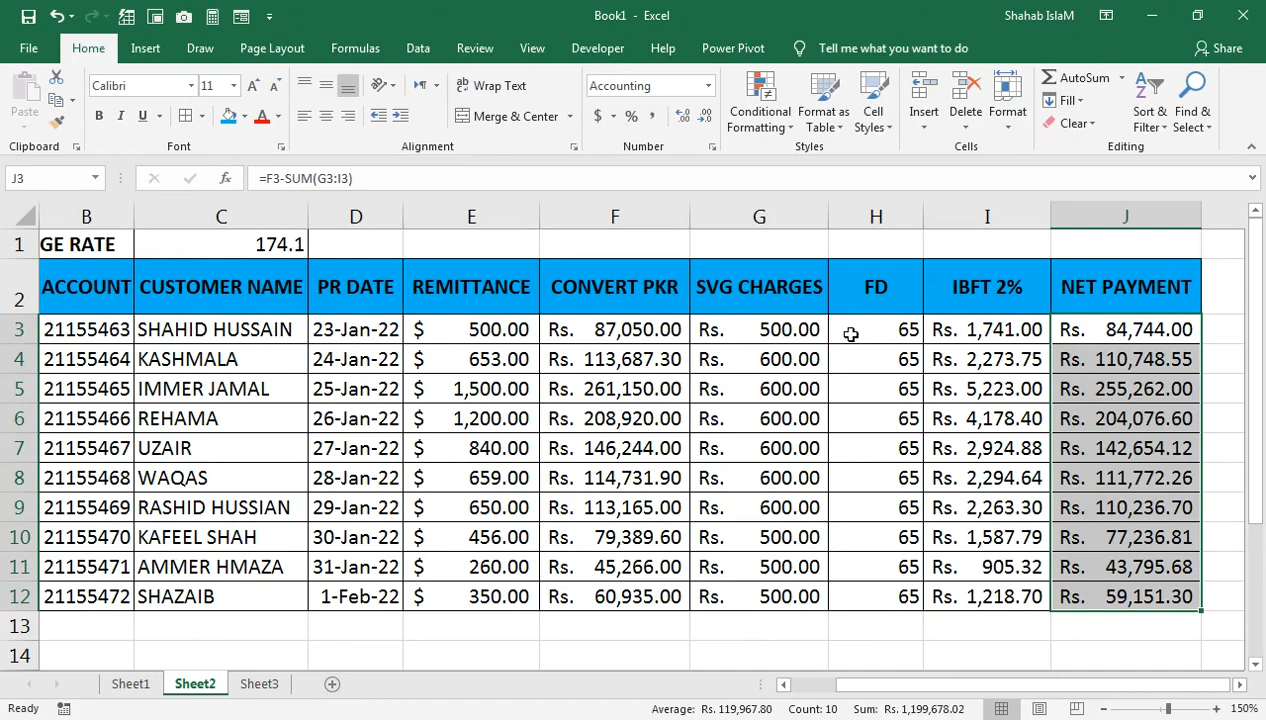 Book1 - Excel
Shahab IslaM
File Home Insert Draw Page Layout Formulas Data Review View Developer Help Power Pivot Tell me what you want to do Share
Paste
Calibri 11 A A
Wrap Text
Accounting
AutoSum
B I U A
Merge & Center
$ % ,
Conditional Formatting
Format as Table
Cell Styles
Insert
Delete
Format
Fill
Clear
Sort & Filter
Find & Select
Clipboard Font Alignment Number Styles Cells Editing
J3 fx =F3-SUM(G3:I3)
B C D E F G H I J
1 GE RATE 174.1
2 ACCOUNT CUSTOMER NAME PR DATE REMITTANCE CONVERT PKR SVG CHARGES FD IBFT 2% NET PAYMENT
3 21155463 SHAHID HUSSAIN 23-Jan-22 $ 500.00 Rs. 87,050.00 Rs. 500.00 65 Rs. 1,741.00 Rs. 84,744.00
4 21155464 KASHMALA 24-Jan-22 $ 653.00 Rs. 113,687.30 Rs. 600.00 65 Rs. 2,273.75 Rs. 110,748.55
5 21155465 IMMER JAMAL 25-Jan-22 $ 1,500.00 Rs. 261,150.00 Rs. 600.00 65 Rs. 5,223.00 Rs. 255,262.00
6 21155466 REHAMA 26-Jan-22 $ 1,200.00 Rs. 208,920.00 Rs. 600.00 65 Rs. 4,178.40 Rs. 204,076.60
7 21155467 UZAIR 27-Jan-22 $ 840.00 Rs. 146,244.00 Rs. 600.00 65 Rs. 2,924.88 Rs. 142,654.12
8 21155468 WAQAS 28-Jan-22 $ 659.00 Rs. 114,731.90 Rs. 600.00 65 Rs. 2,294.64 Rs. 111,772.26
9 21155469 RASHID HUSSIAN 29-Jan-22 $ 650.00 Rs. 113,165.00 Rs. 600.00 65 Rs. 2,263.30 Rs. 110,236.70
10 21155470 KAFEEL SHAH 30-Jan-22 $ 456.00 Rs. 79,389.60 Rs. 500.00 65 Rs. 1,587.79 Rs. 77,236.81
11 21155471 AMMER HMAZA 31-Jan-22 $ 260.00 Rs. 45,266.00 Rs. 500.00 65 Rs. 905.32 Rs. 43,795.68
12 21155472 SHAZAIB 1-Feb-22 $ 350.00 Rs. 60,935.00 Rs. 500.00 65 Rs. 1,218.70 Rs. 59,151.30
13
14
Sheet1 Sheet2 Sheet3
Ready Average: Rs. 119,967.80 Count: 10 Sum: Rs. 1,199,678.02 150%